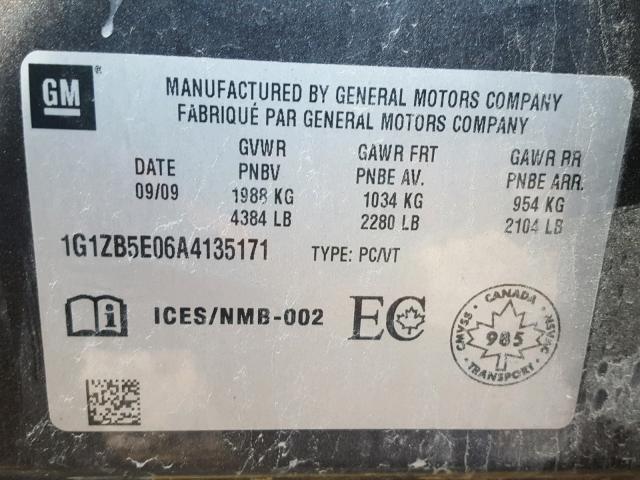 GM ®
MANUFACTURED BY GENERAL MOTORS COMPANY
FABRIQUÉ PAR GENERAL MOTORS COMPANY
DATE
09/09
GVWR
PNBV
1988 KG
4384 LB
GAWR FRT
PNBE AV.
1034 KG
2280 LB
GAWR RR
PNBE ARR.
954 KG
2104 LB
1G1ZB5E06A4135171 TYPE: PC/VT
i ICES/NMB-002 EC
CANADA
CMVSS
985
NSVAC
TRANSPORT